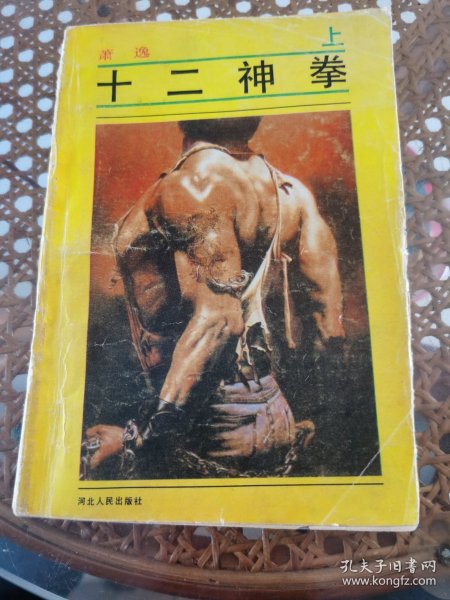 萧逸
上
十二神拳
河北人民出版社
孔夫子旧书网
www.kongfz.com